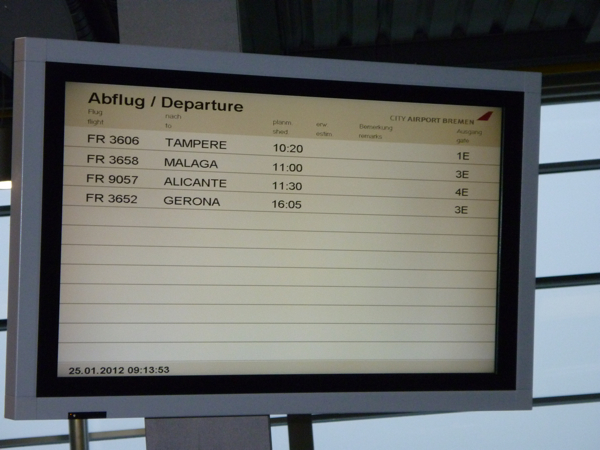 Abflug / Departure
CITY AIRPORT BREMEN
Flug nach planm. erw. Bemerkung Ausgang
flight to shed. estim. remarks gate
FR 3606 TAMPERE 10:20 1E
FR 3658 MALAGA 11:00 3E
FR 9057 ALICANTE 11:30 4E
FR 3652 GERONA 16:05 3E
25.01.2012 09:13:53